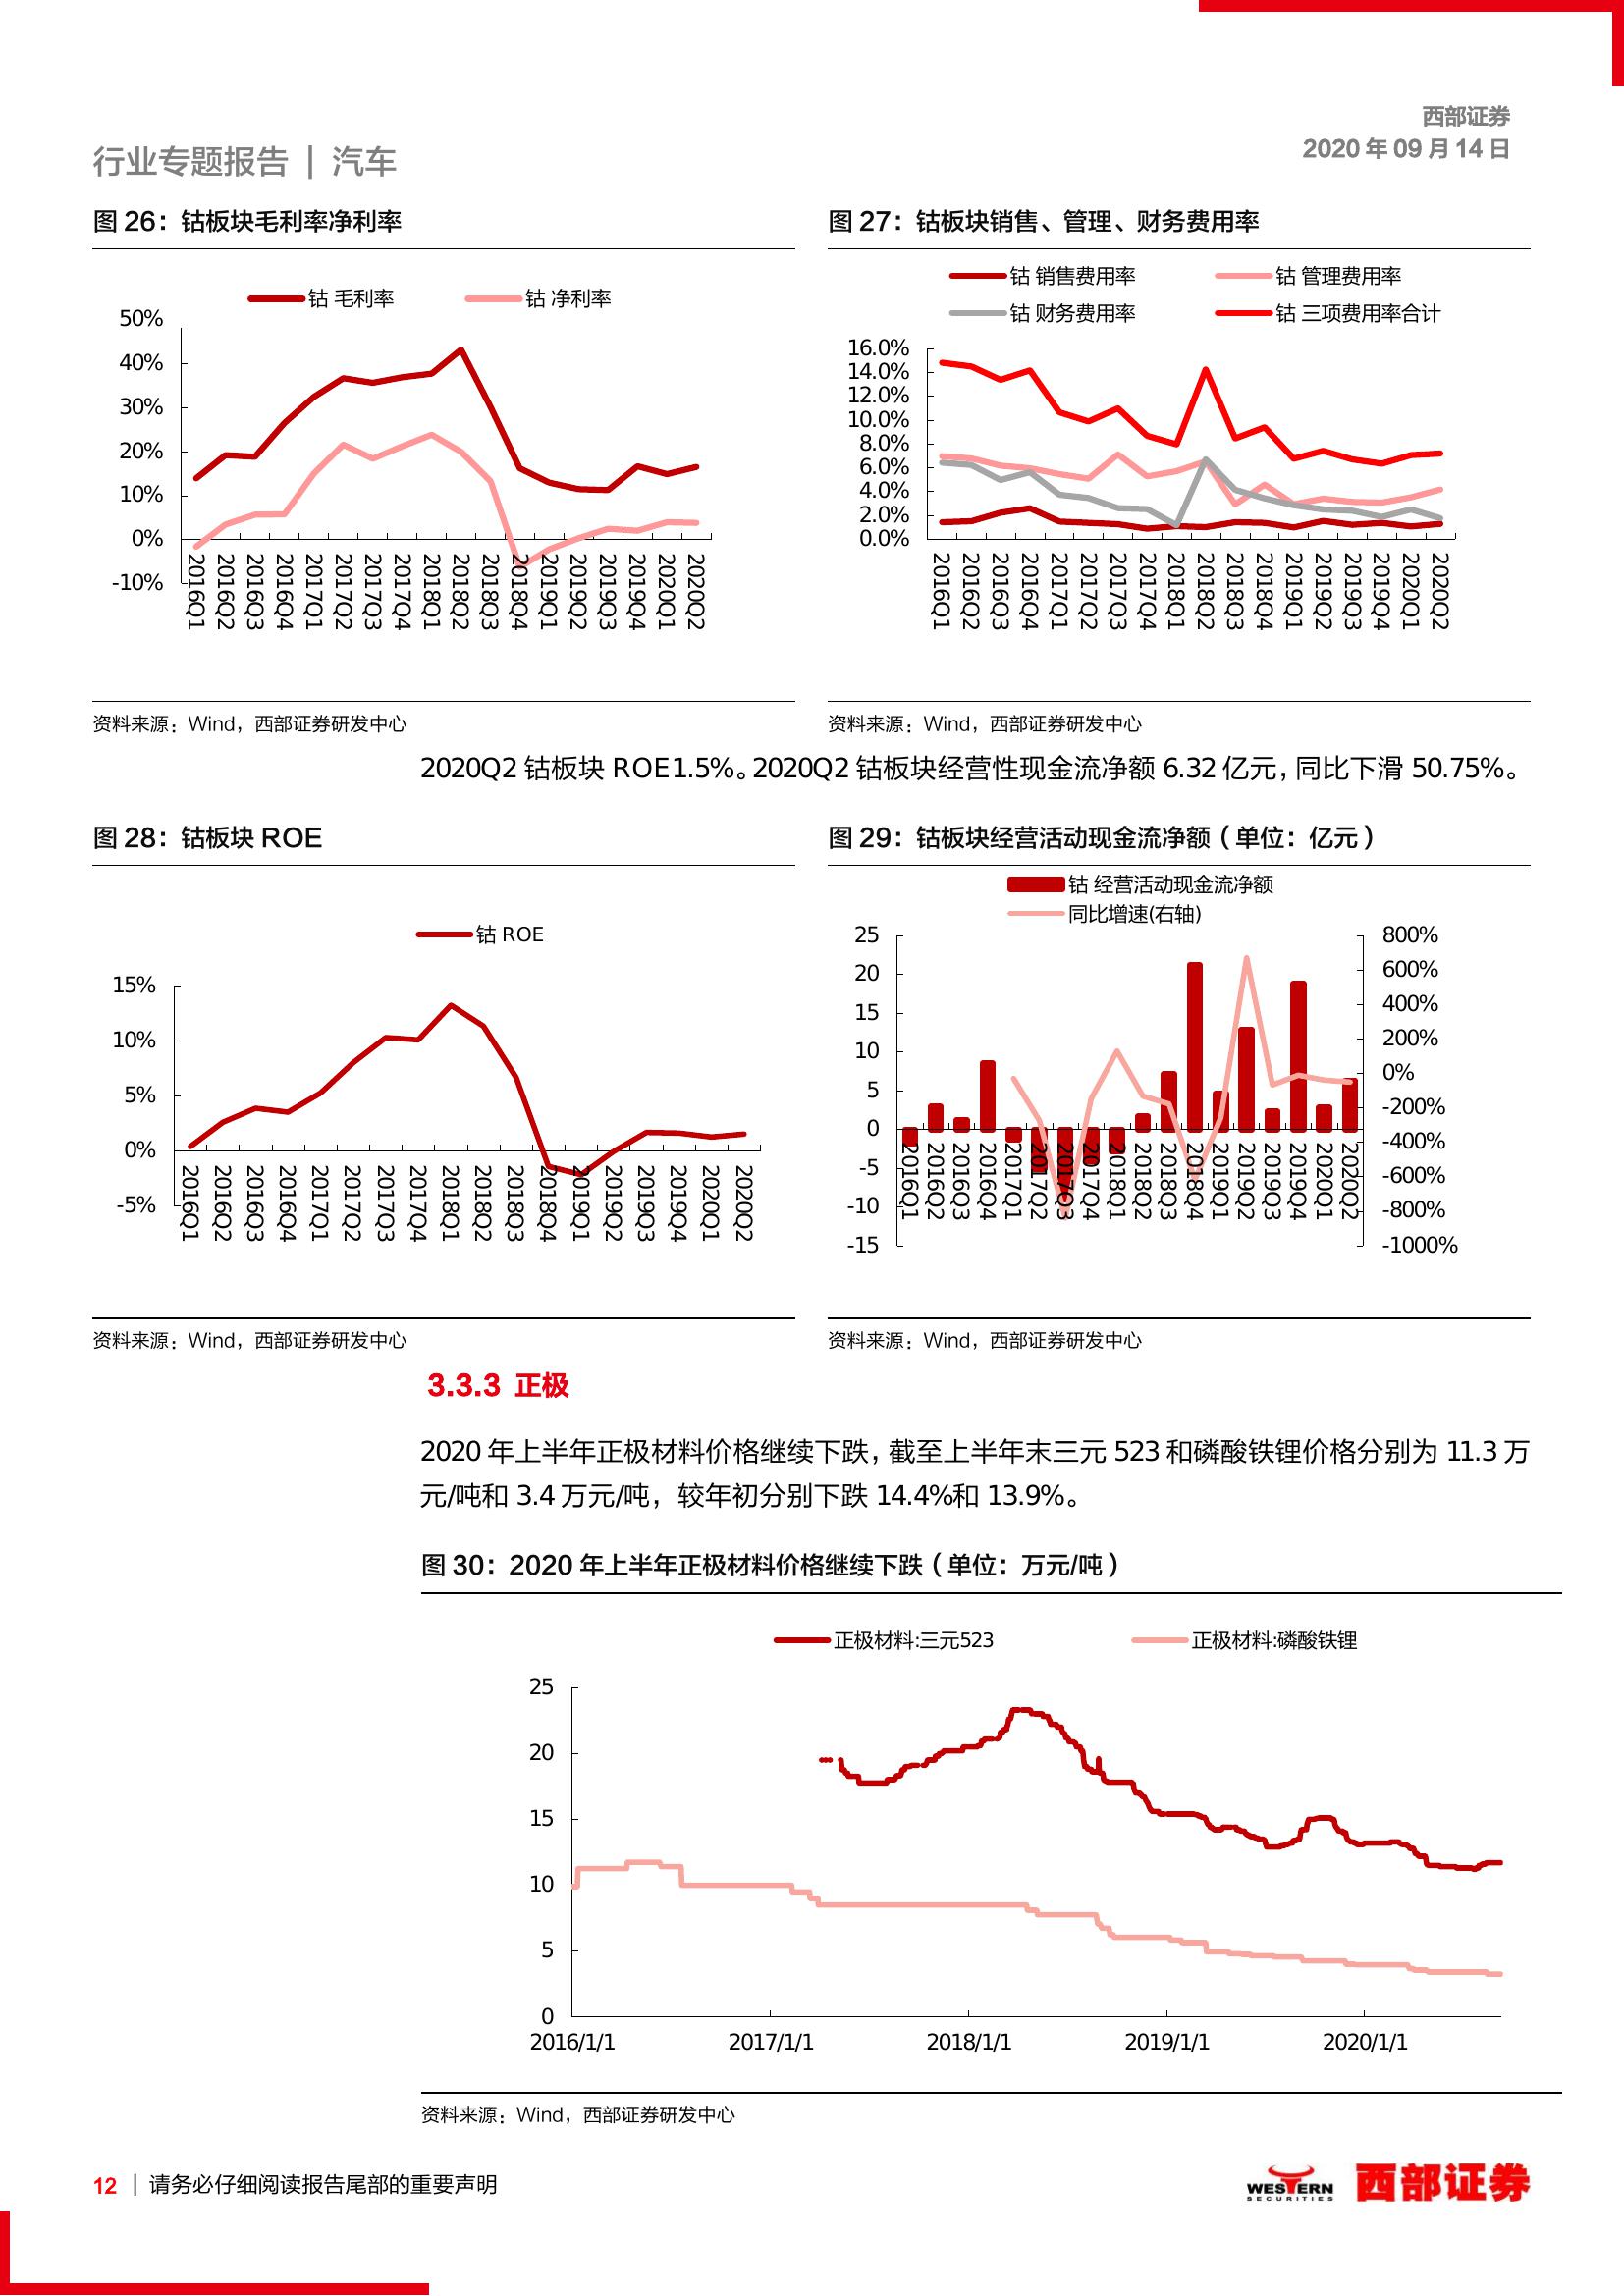 西部证券
2020 年 09 月 14 日
行业专题报告 | 汽车
图 26：钴板块毛利率净利率
钴 毛利率
钴 净利率
50%
40%
30%
20%
10%
0%
-10%
2016Q1
2016Q2
2016Q3
2016Q4
2017Q1
2017Q2
2017Q3
2017Q4
2018Q1
2018Q2
2018Q3
2018Q4
2019Q1
2019Q2
2019Q3
2019Q4
2020Q1
2020Q2
资料来源：Wind，西部证券研发中心
图 27：钴板块销售、管理、财务费用率
钴 销售费用率
钴 管理费用率
钴 财务费用率
钴 三项费用率合计
16.0%
14.0%
12.0%
10.0%
8.0%
6.0%
4.0%
2.0%
0.0%
2016Q1
2016Q2
2016Q3
2016Q4
2017Q1
2017Q2
2017Q3
2017Q4
2018Q1
2018Q2
2018Q3
2018Q4
2019Q1
2019Q2
2019Q3
2019Q4
2020Q1
2020Q2
资料来源：Wind，西部证券研发中心
2020Q2 钴板块 ROE1.5%。2020Q2 钴板块经营性现金流净额 6.32 亿元，同比下滑 50.75%。
图 28：钴板块 ROE
钴 ROE
15%
10%
5%
0%
-5%
2016Q1
2016Q2
2016Q3
2016Q4
2017Q1
2017Q2
2017Q3
2017Q4
2018Q1
2018Q2
2018Q3
2018Q4
2019Q1
2019Q2
2019Q3
2019Q4
2020Q1
2020Q2
资料来源：Wind，西部证券研发中心
图 29：钴板块经营活动现金流净额（单位：亿元）
钴 经营活动现金流净额
同比增速(右轴)
25
20
15
10
5
0
-5
-10
-15
800%
600%
400%
200%
0%
-200%
-400%
-600%
-800%
-1000%
2016Q1
2016Q2
2016Q3
2016Q4
2017Q1
2017Q2
2017Q3
2017Q4
2018Q1
2018Q2
2018Q3
2018Q4
2019Q1
2019Q2
2019Q3
2019Q4
2020Q1
2020Q2
资料来源：Wind，西部证券研发中心
3.3.3 正极
2020 年上半年正极材料价格继续下跌，截至上半年末三元 523 和磷酸铁锂价格分别为 11.3 万
元/吨和 3.4 万元/吨，较年初分别下跌 14.4%和 13.9%。
图 30：2020 年上半年正极材料价格继续下跌（单位：万元/吨）
正极材料:三元523
正极材料:磷酸铁锂
25
20
15
10
5
0
2016/1/1
2017/1/1
2018/1/1
2019/1/1
2020/1/1
资料来源：Wind，西部证券研发中心
12 | 请务必仔细阅读报告尾部的重要声明
WESTERN
SECURITIES
西部证券